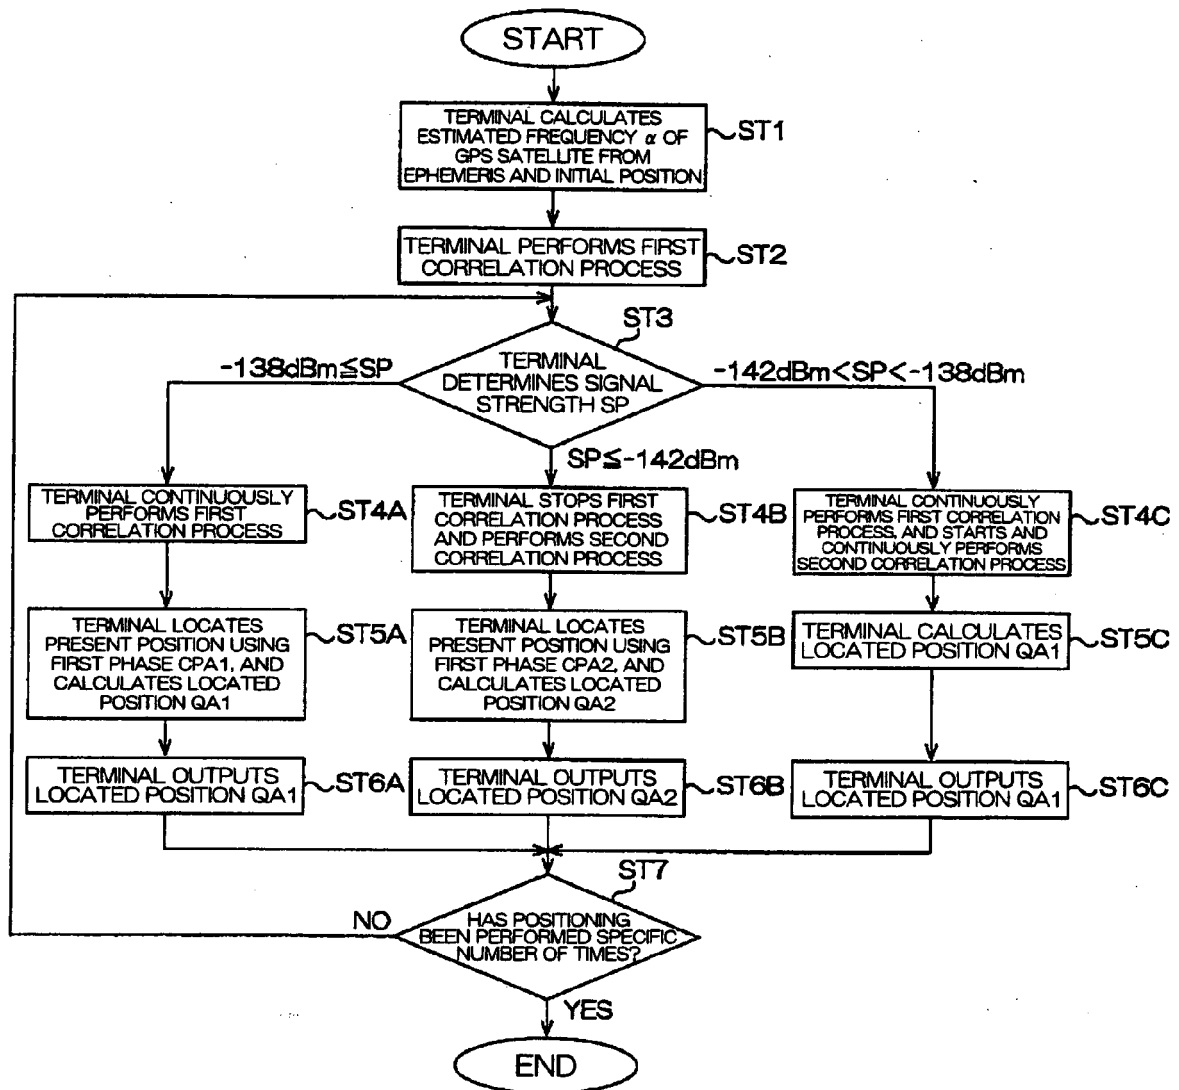 START
TERMINAL CALCULATES
ESTIMATED FREQUENCY α OF
GPS SATELLITE FROM
EPHEMERIS AND INITIAL POSITION
ST1
TERMINAL PERFORMS FIRST
CORRELATION PROCESS
ST2
ST3
TERMINAL
DETERMINES SIGNAL
STRENGTH SP
-138dBm≦SP
-142dBm<SP<-138dBm
SP≦-142dBm
TERMINAL CONTINUOUSLY
PERFORMS FIRST
CORRELATION PROCESS
ST4A
TERMINAL STOPS FIRST
CORRELATION PROCESS
AND PERFORMS SECOND
CORRELATION PROCESS
ST4B
TERMINAL CONTINUOUSLY
PERFORMS FIRST CORRELATION
PROCESS, AND STARTS AND
CONTINUOUSLY PERFORMS
SECOND CORRELATION PROCESS
ST4C
TERMINAL LOCATES
PRESENT POSITION USING
FIRST PHASE CPA1, AND
CALCULATES LOCATED
POSITION QA1
ST5A
TERMINAL LOCATES
PRESENT POSITION USING
FIRST PHASE CPA2, AND
CALCULATES LOCATED
POSITION QA2
ST5B
TERMINAL CALCULATES
LOCATED POSITION QA1
ST5C
TERMINAL OUTPUTS
LOCATED POSITION QA1
ST6A
TERMINAL OUTPUTS
LOCATED POSITION QA2
ST6B
TERMINAL OUTPUTS
LOCATED POSITION QA1
ST6C
ST7
HAS POSITIONING
BEEN PERFORMED SPECIFIC
NUMBER OF TIMES?
NO
YES
END